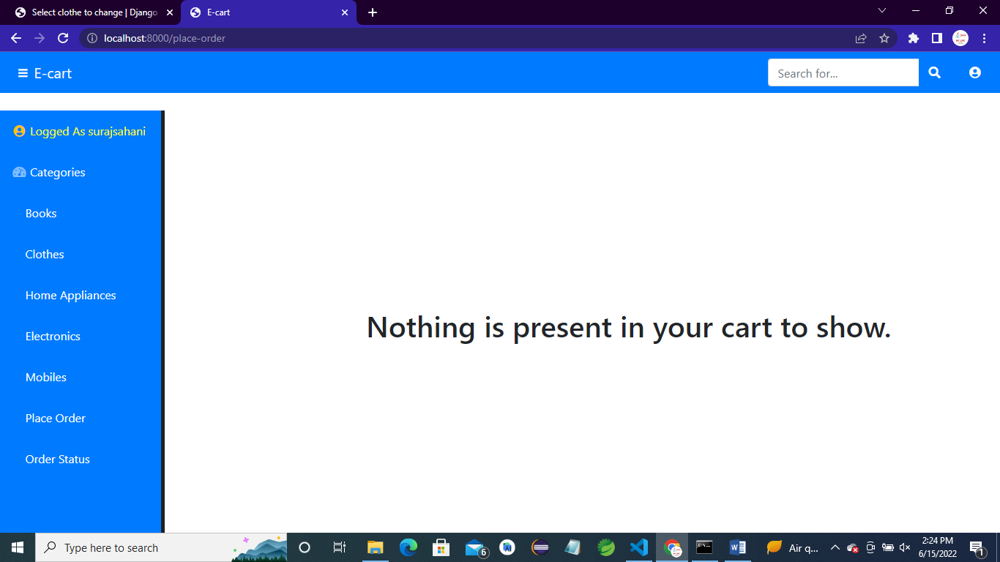 Select clothe to change | Django
E-cart
localhost:8000/place-order
E-cart
Search for...
Logged As surajsahani
Categories
Books
Clothes
Home Appliances
Electronics
Mobiles
Place Order
Order Status
Nothing is present in your cart to show.
Type here to search
6
Air q...
2:24 PM
6/15/2022
1